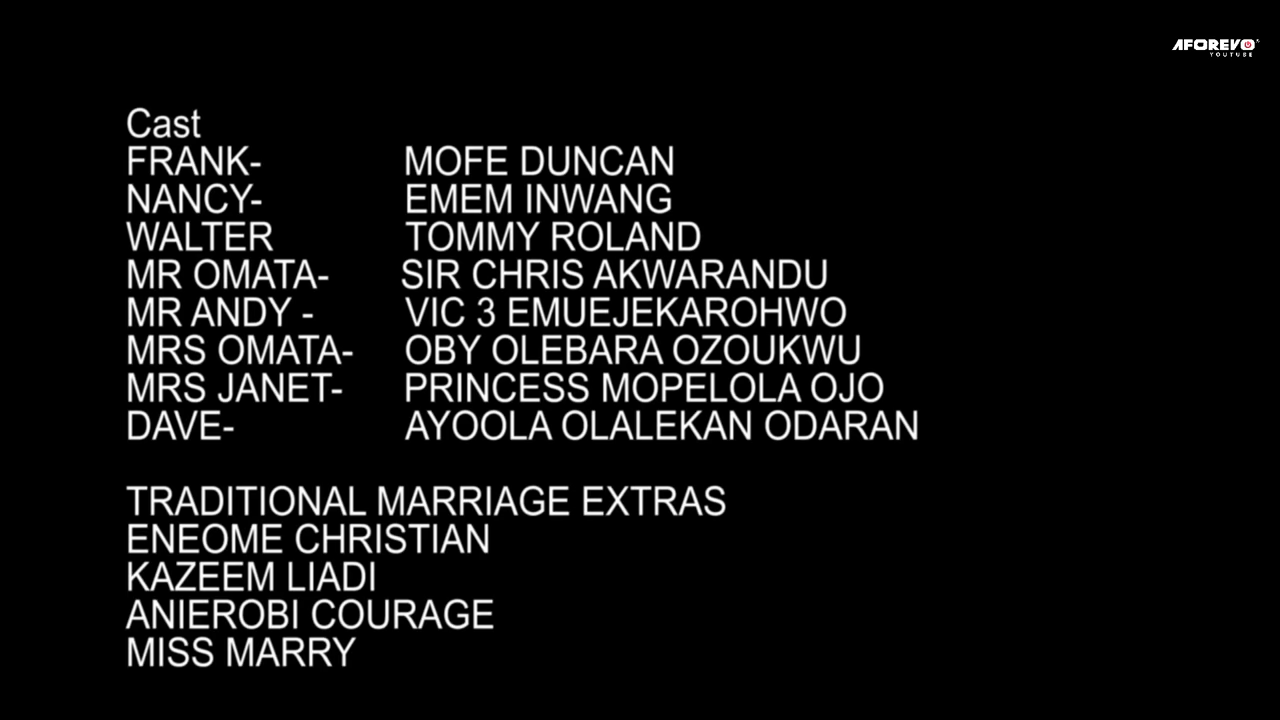 AFOREVO
YOUTUBE
Cast
FRANK- MOFE DUNCAN
NANCY- EMEM INWANG
WALTER TOMMY ROLAND
MR OMATA- SIR CHRIS AKWARANDU
MR ANDY - VIC 3 EMUEJEKAROHWO
MRS OMATA- OBY OLEBARA OZOUKWU
MRS JANET- PRINCESS MOPELOLA OJO
DAVE- AYOOLA OLALEKAN ODARAN
TRADITIONAL MARRIAGE EXTRAS
ENEOME CHRISTIAN
KAZEEM LIADI
ANIEROBI COURAGE
MISS MARRY